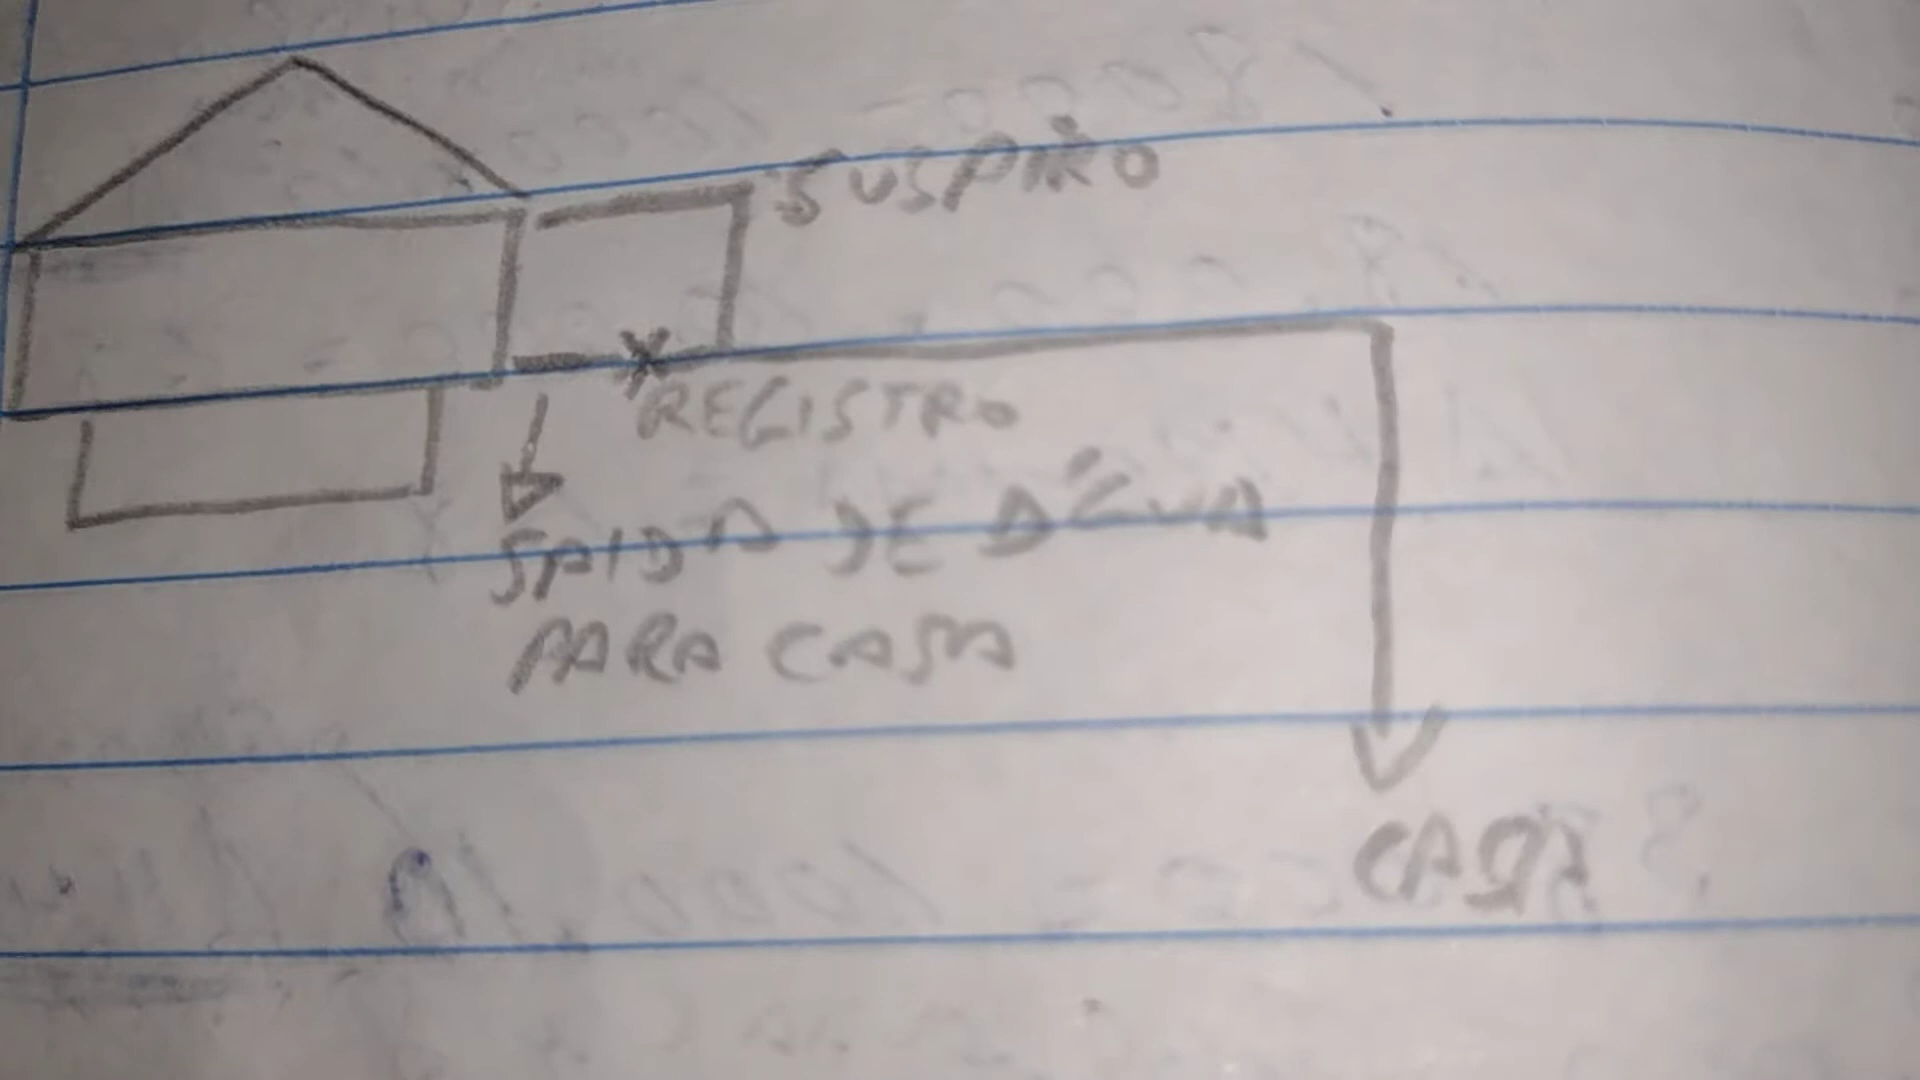 SUSPIRO
REGISTRO
SAIDA DE ÁGUA
PARA CASA
CASA